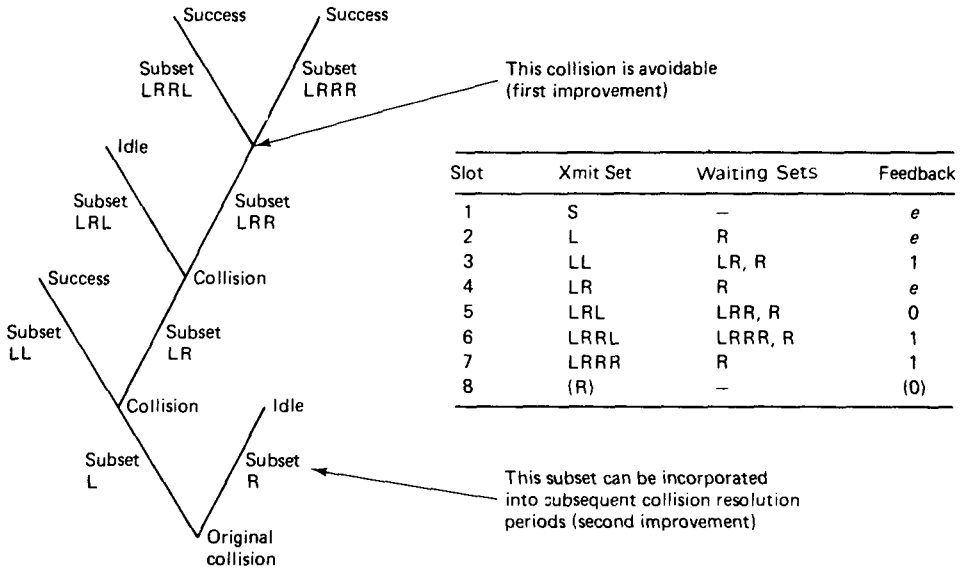 Success
Success
Subset
LRRL
Subset
LRRR
This collision is avoidable
(first improvement)
Idle
Subset
LRL
Subset
LRR
Success
Collision
Subset
LL
Subset
LR
Collision
Idle
Subset
L
Subset
R
Original
collision
This subset can be incorporated
into subsequent collision resolution
periods (second improvement)
Slot Xmit Set Waiting Sets Feedback
1 S – e
2 L R e
3 LL LR, R 1
4 LR R e
5 LRL LRR, R 0
6 LRRL LRRR, R 1
7 LRRR R 1
8 (R) – (0)